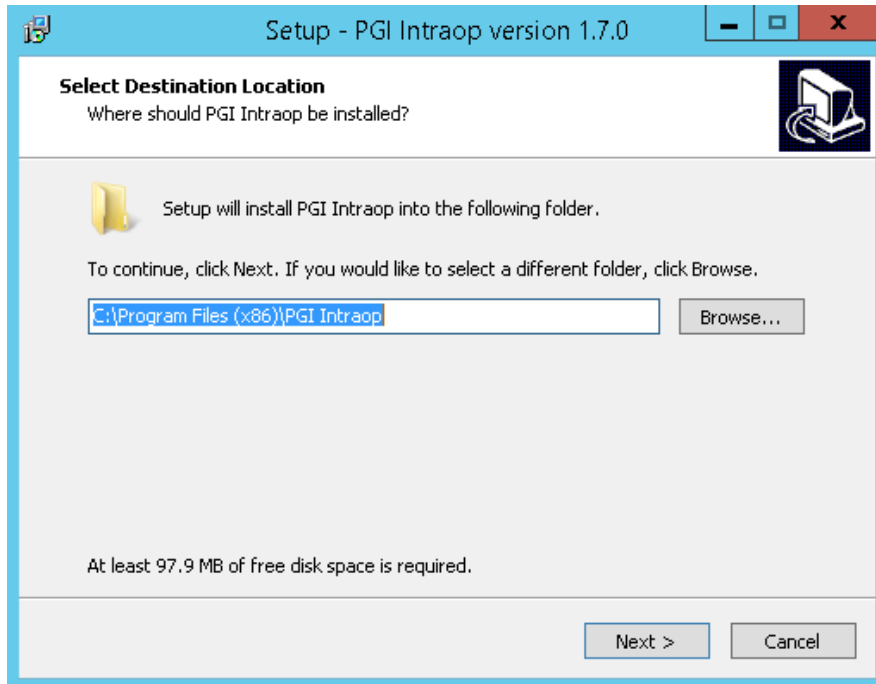 Setup - PGI Intraop version 1.7.0
Select Destination Location
Where should PGI Intraop be installed?
Setup will install PGI Intraop into the following folder.
To continue, click Next. If you would like to select a different folder, click Browse.
C:\Program Files (x86)\PGI Intraop
Browse...
At least 97.9 MB of free disk space is required.
Next >
Cancel